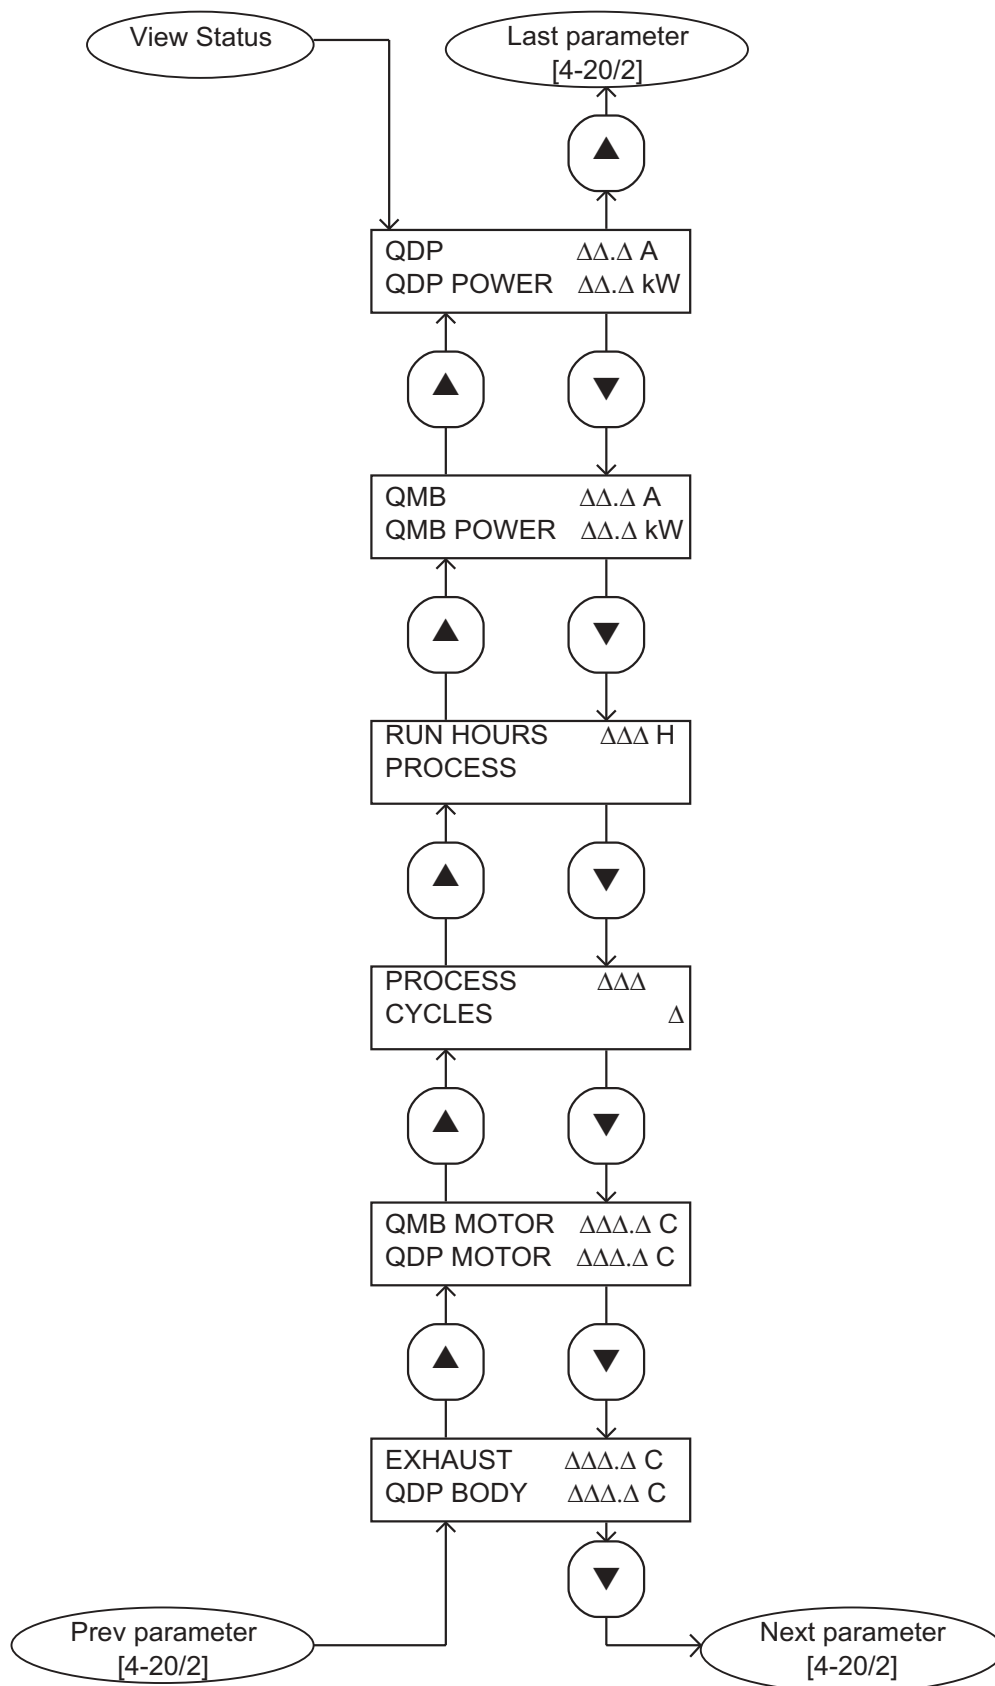 View Status
Last parameter
[4-20/2]
▲
QDP ΔΔ.Δ A
QDP POWER ΔΔ.Δ kW
▲ ▼
QMB ΔΔ.Δ A
QMB POWER ΔΔ.Δ kW
▲ ▼
RUN HOURS ΔΔΔ H
PROCESS
▲ ▼
PROCESS ΔΔΔ
CYCLES Δ
▲ ▼
QMB MOTOR ΔΔΔ.Δ C
QDP MOTOR ΔΔΔ.Δ C
▲ ▼
EXHAUST ΔΔΔ.Δ C
QDP BODY ΔΔΔ.Δ C
▼
Prev parameter
[4-20/2]
Next parameter
[4-20/2]